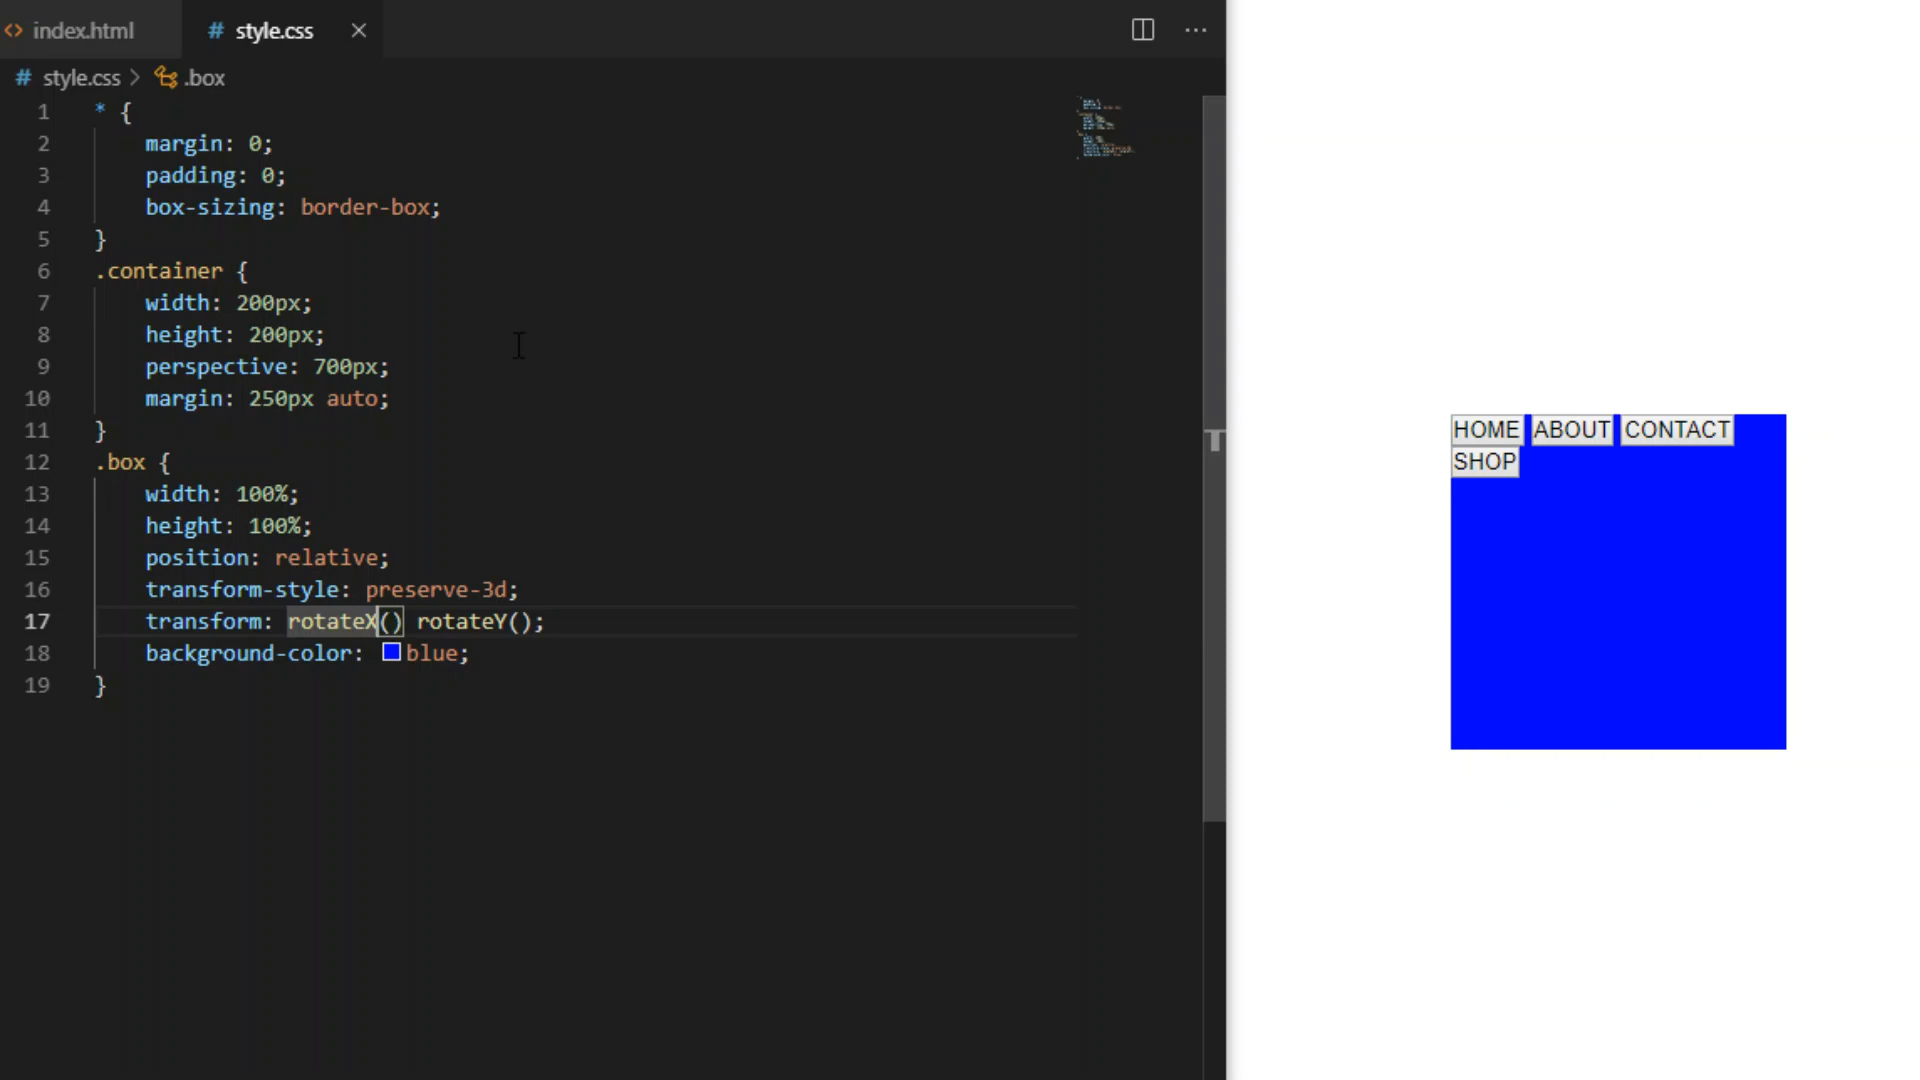 index.html
style.css
style.css > .box
1 * {
2 margin: 0;
3 padding: 0;
4 box-sizing: border-box;
5 }
6 .container {
7 width: 200px;
8 height: 200px;
9 perspective: 700px;
10 margin: 250px auto;
11 }
12 .box {
13 width: 100%;
14 height: 100%;
15 position: relative;
16 transform-style: preserve-3d;
17 transform: rotateX() rotateY();
18 background-color: blue;
19 }
HOME ABOUT CONTACT
SHOP